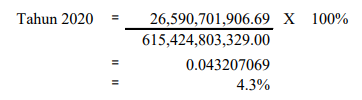 Tahun 2020 = 26,590,701,906.69 X 100%
615,424,803,329.00
= 0.043207069
= 4.3%